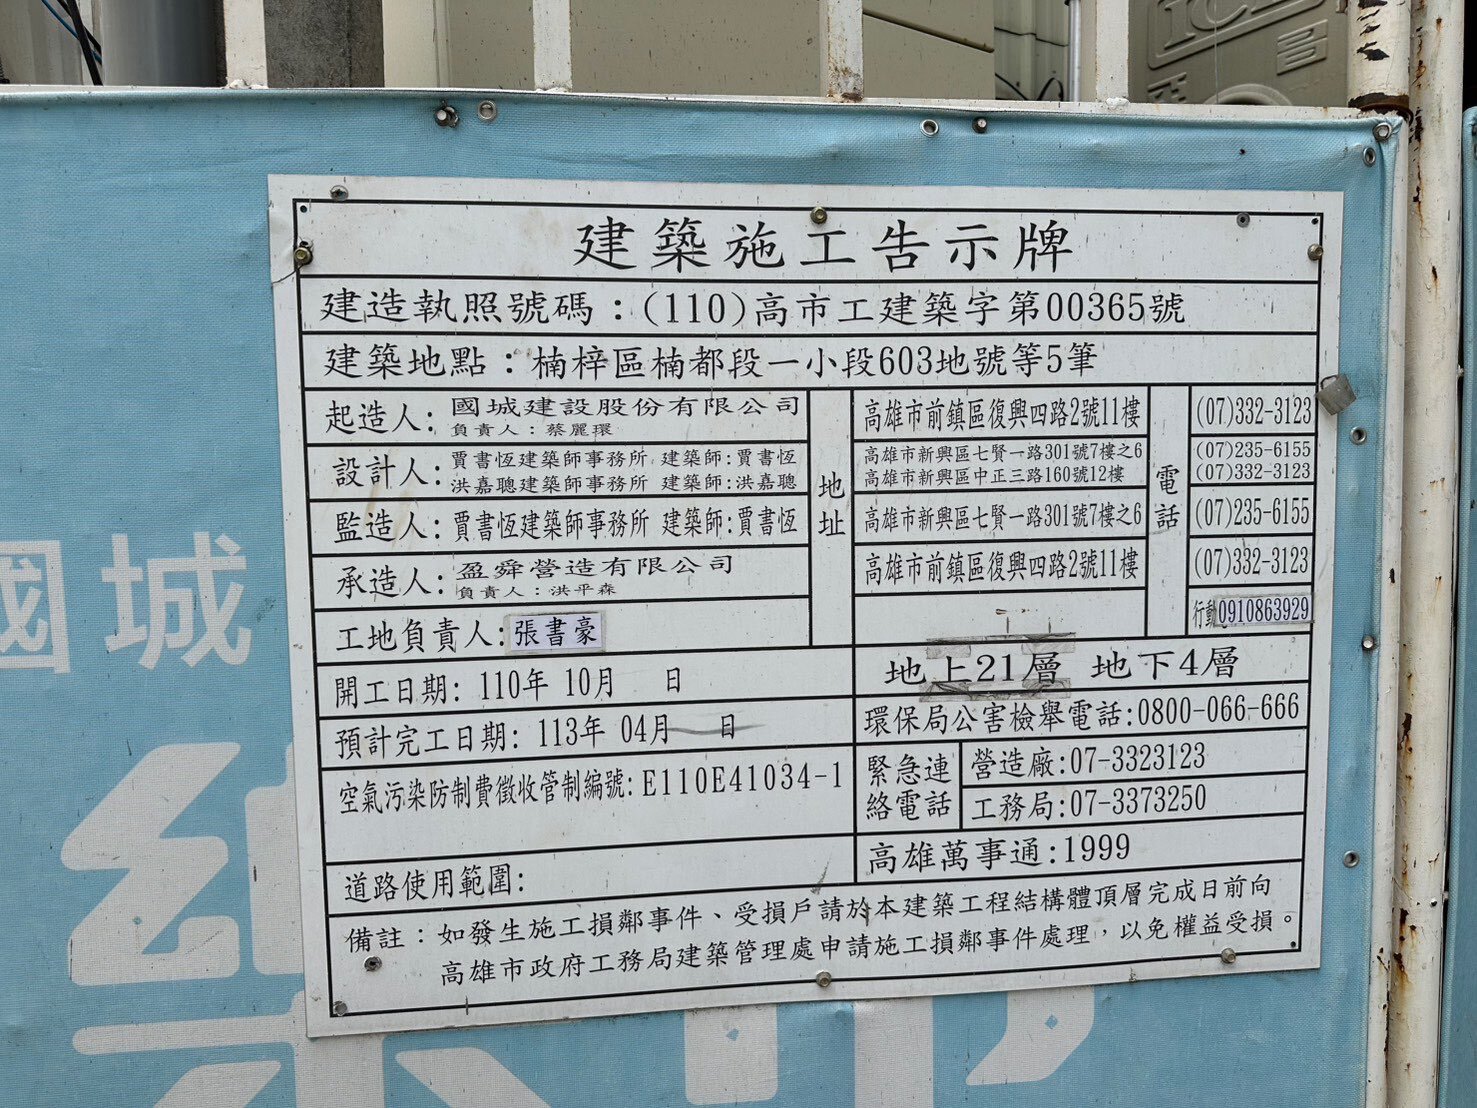 建築施工告示牌
建造執照號碼：(110)高市工建築字第00365號
建築地點：楠梓區楠都段一小段603地號等5筆
起造人：國城建設股份有限公司
負責人：蔡麗環
地址
高雄市前鎮區復興四路2號11樓
電話
(07)332-3123
設計人：賈書恆建築師事務所 建築師:賈書恆
洪嘉聰建築師事務所 建築師:洪嘉聰
高雄市新興區七賢一路301號7樓之6
高雄市新興區中正三路160號12樓
(07)235-6155
(07)332-3123
監造人：賈書恆建築師事務所 建築師:賈書恆
高雄市新興區七賢一路301號7樓之6
(07)235-6155
承造人：盈舜營造有限公司
負責人：洪平森
高雄市前鎮區復興四路2號11樓
(07)332-3123
工地負責人:張書豪
行動0910863929
開工日期: 110年 10月 日
地上21層 地下4層
預計完工日期: 113年 04月 日
環保局公害檢舉電話:0800-066-666
空氣污染防制費徵收管制編號:E110E41034-1
緊急連絡電話
營造廠:07-3323123
工務局:07-3373250
道路使用範圍:
高雄萬事通:1999
備註：如發生施工損鄰事件、受損戶請於本建築工程結構體頂層完成日前向
高雄市政府工務局建築管理處申請施工損鄰事件處理，以免權益受損。
國城